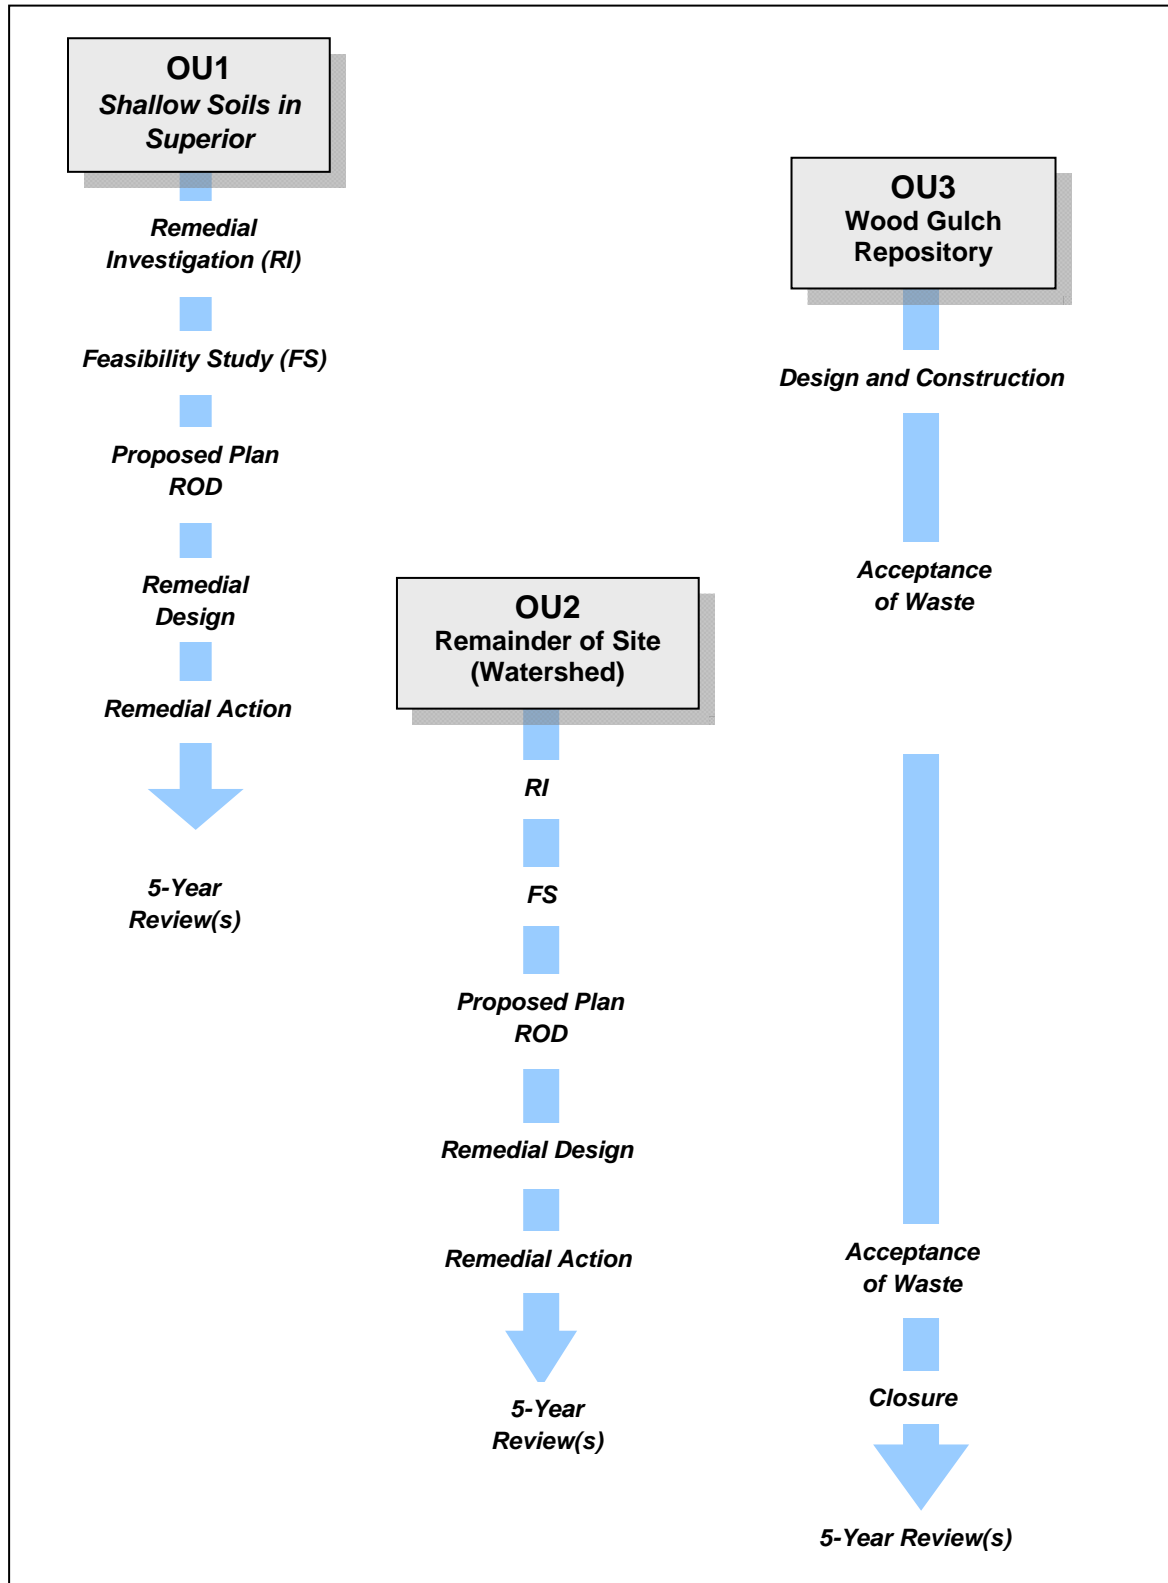 OU1
Shallow Soils in
Superior
Remedial
Investigation (RI)
Feasibility Study (FS)
Proposed Plan
ROD
Remedial
Design
Remedial Action
5-Year
Review(s)
OU2
Remainder of Site
(Watershed)
RI
FS
Proposed Plan
ROD
Remedial Design
Remedial Action
5-Year
Review(s)
OU3
Wood Gulch
Repository
Design and Construction
Acceptance
of Waste
Acceptance
of Waste
Closure
5-Year Review(s)